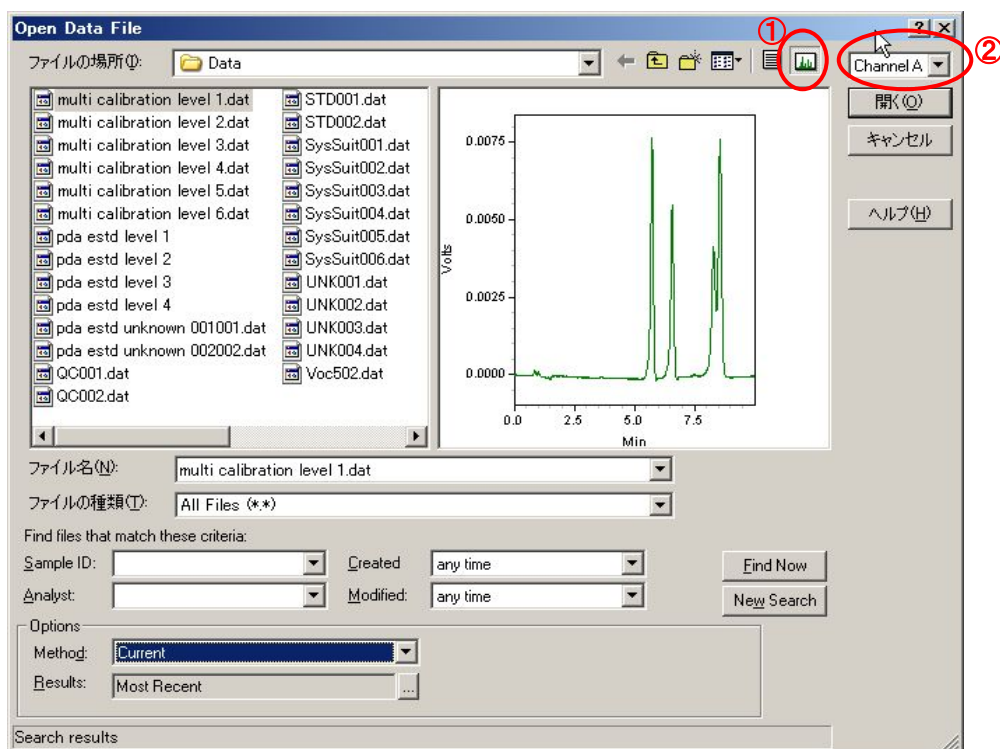 Open Data File
①
②
ファイルの場所(I):
Data
Channel A
multi calibration level 1.dat
multi calibration level 2.dat
multi calibration level 3.dat
multi calibration level 4.dat
multi calibration level 5.dat
multi calibration level 6.dat
pda estd level 1
pda estd level 2
pda estd level 3
pda estd level 4
pda estd unknown 001001.dat
pda estd unknown 002002.dat
QC001.dat
QC002.dat
STD001.dat
STD002.dat
SysSuit001.dat
SysSuit002.dat
SysSuit003.dat
SysSuit004.dat
SysSuit005.dat
SysSuit006.dat
UNK001.dat
UNK002.dat
UNK003.dat
UNK004.dat
Voc502.dat
0.0075
0.0050
0.0025
0.0000
Volts
0.0 2.5 5.0 7.5
Min
開く(O)
キャンセル
ヘルプ(H)
ファイル名(N):
multi calibration level 1.dat
ファイルの種類(T):
All Files (*.*)
Find files that match these criteria:
Sample ID:
Created
any time
Find Now
Analyst:
Modified:
any time
New Search
Options
Method:
Current
Results:
Most Recent
...
Search results